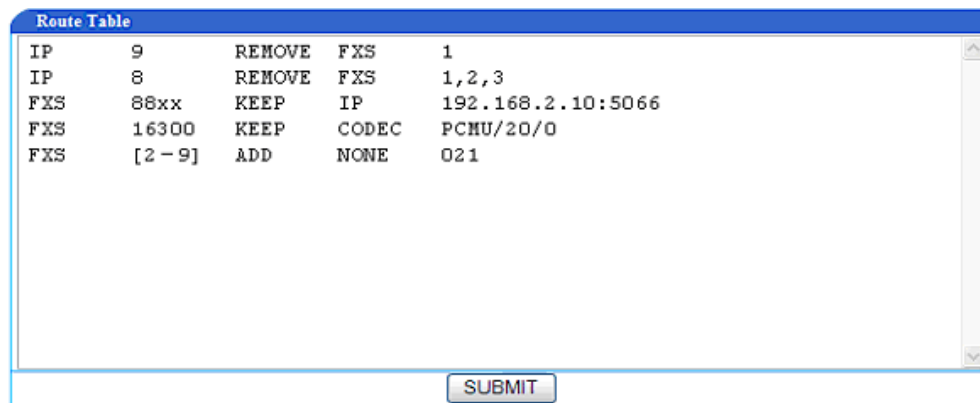 Route Table
IP 9 REMOVE FXS 1
IP 8 REMOVE FXS 1,2,3
FXS 88xx KEEP IP 192.168.2.10:5066
FXS 16300 KEEP CODEC PCMU/20/0
FXS [2-9] ADD NONE 021
SUBMIT